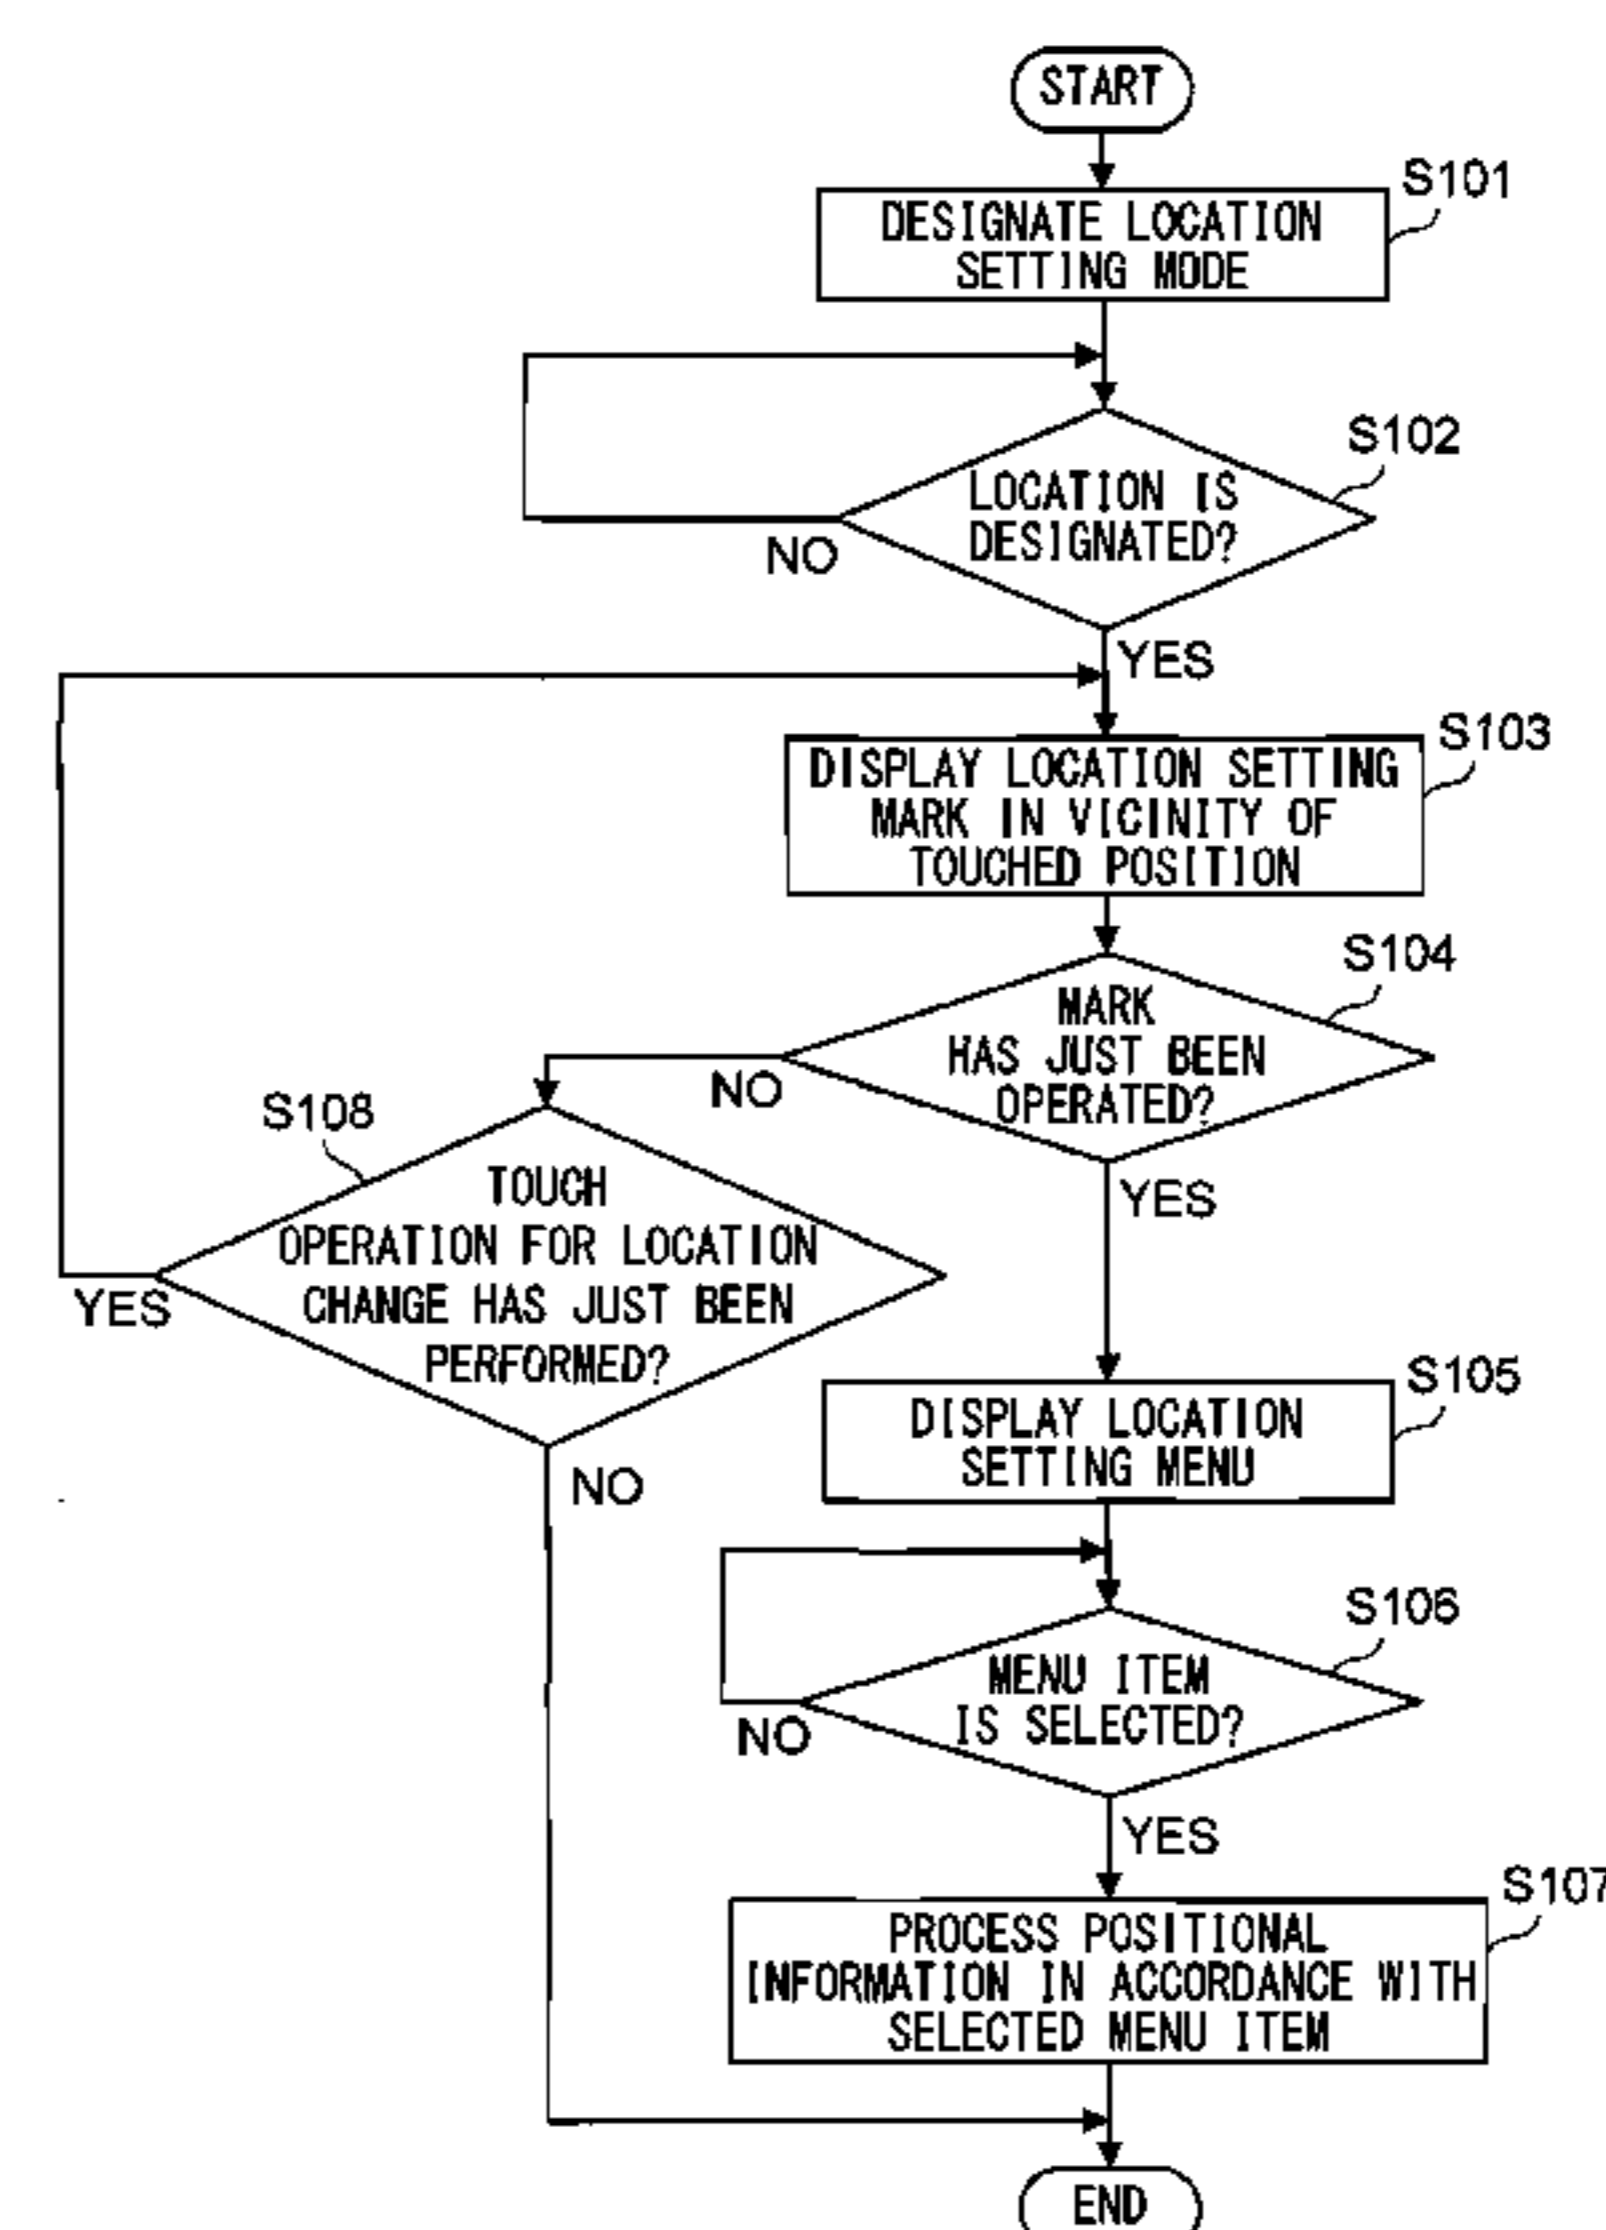 START
S101
DESIGNATE LOCATION
SETTING MODE
S102
LOCATION IS
DESIGNATED?
NO
YES
S103
DISPLAY LOCATION SETTING
MARK IN VICINITY OF
TOUCHED POSITION
S104
MARK
HAS JUST BEEN
OPERATED?
NO
YES
S108
TOUCH
OPERATION FOR LOCATION
CHANGE HAS JUST BEEN
PERFORMED?
YES
NO
S105
DISPLAY LOCATION
SETTING MENU
S106
MENU ITEM
IS SELECTED?
NO
YES
S107
PROCESS POSITIONAL
INFORMATION IN ACCORDANCE WITH
SELECTED MENU ITEM
END